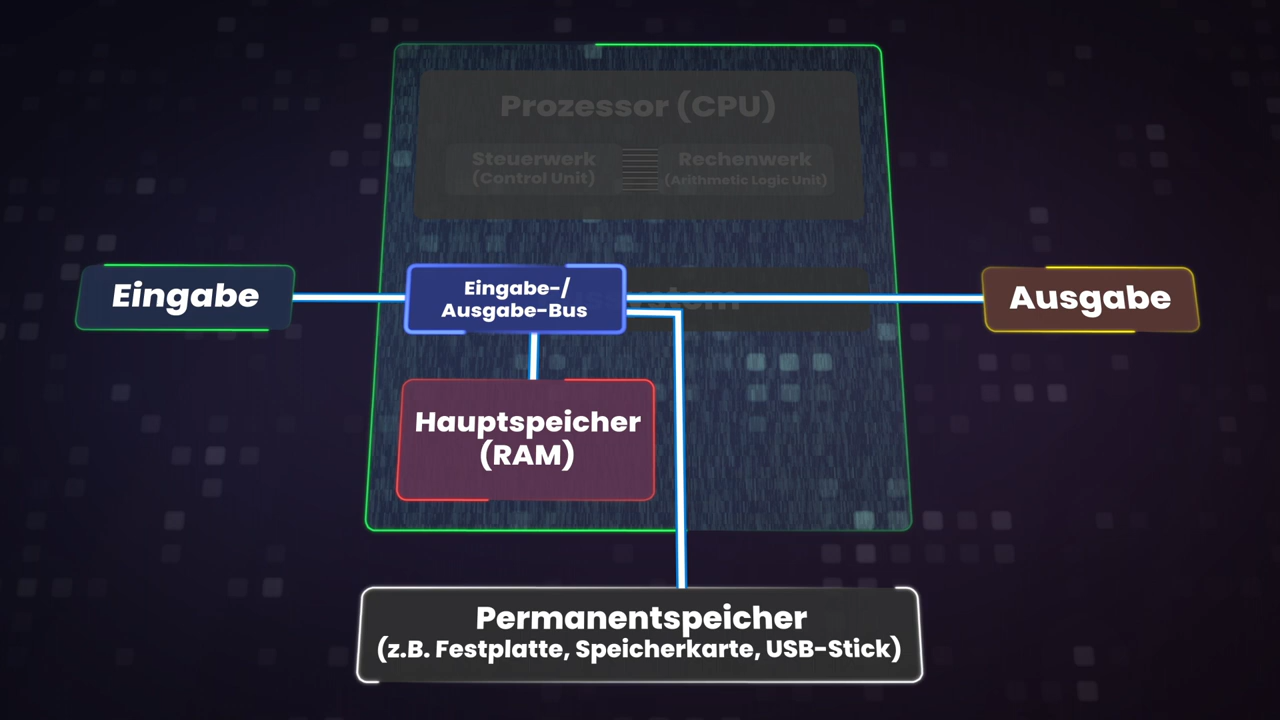 Prozessor (CPU)
Steuerwerk
(Control Unit)
Rechenwerk
(Arithmetic Logic Unit)
Eingabe
Eingabe-/
Ausgabe-Bus
Ausgabe
Hauptspeicher
(RAM)
Permanentspeicher
(z.B. Festplatte, Speicherkarte, USB-Stick)